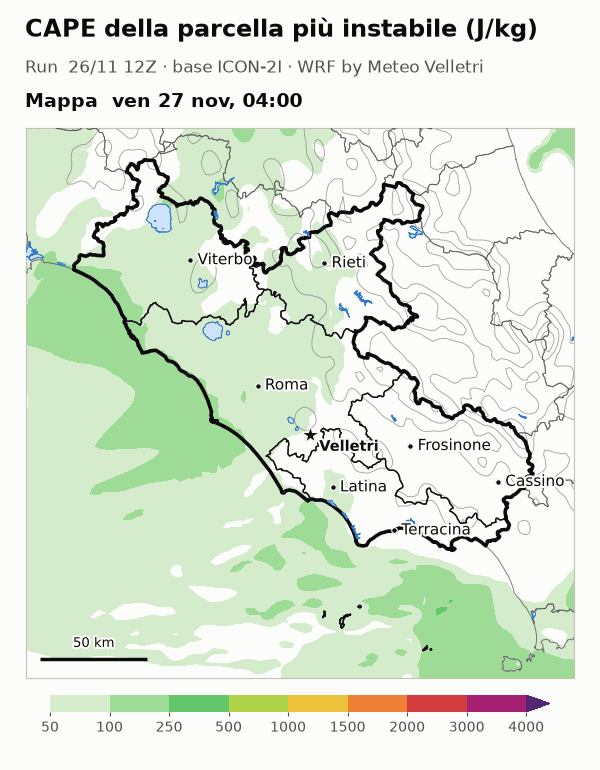 CAPE della parcella più instabile (J/kg)
Run  26/11 12Z · base ICON-2I · WRF by Meteo Velletri
Mappa  ven 27 nov, 04:00
Viterbo
Rieti
Roma
Velletri
Frosinone
Cassino
Latina
Terracina
50 km
50 100 250 500 1000 1500 2000 3000 4000